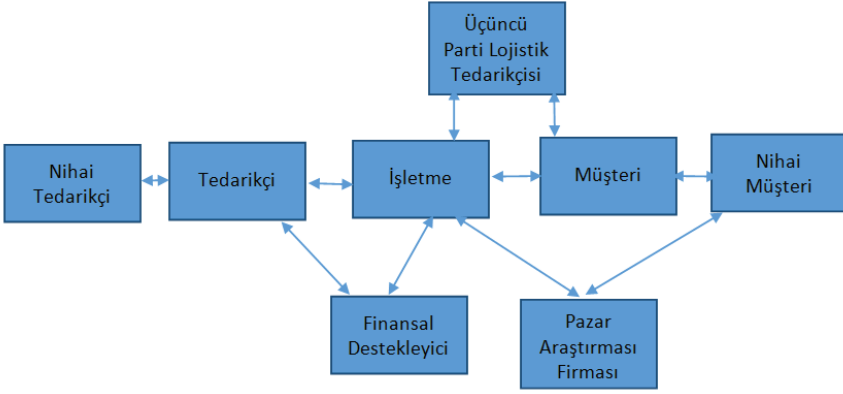 Üçüncü
Parti Lojistik
Tedarikçisi
Nihai
Tedarikçi
Tedarikçi
İşletme
Müşteri
Nihai
Müşteri
Finansal
Destekleyici
Pazar
Araştırması
Firması